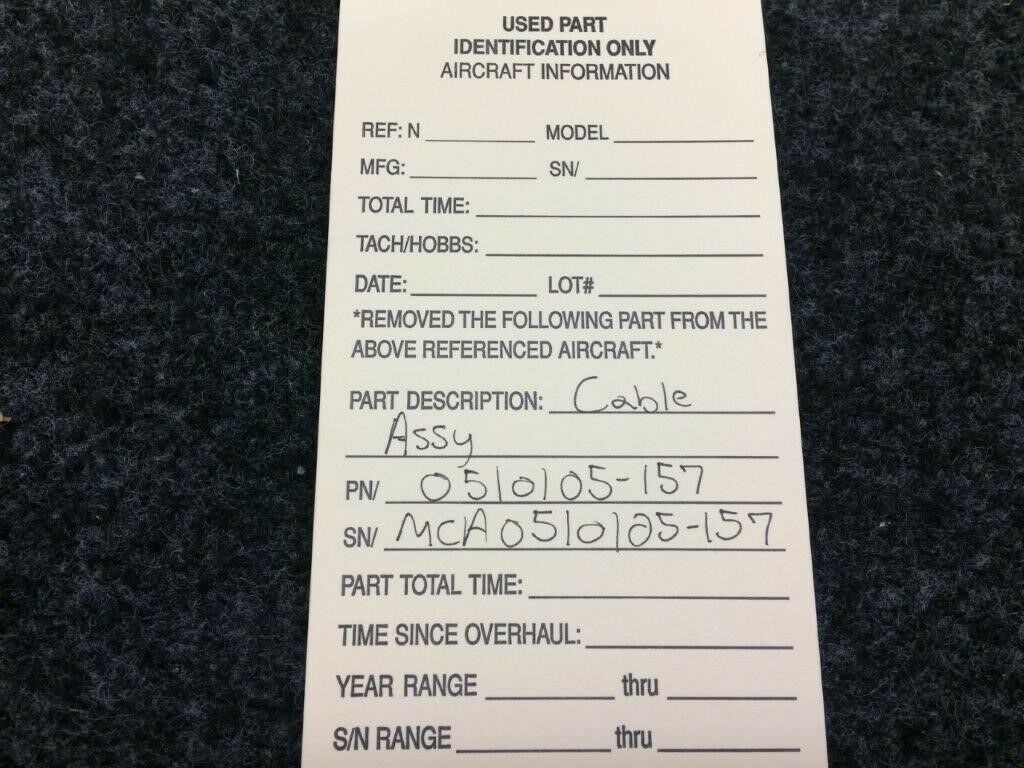 USED PART
IDENTIFICATION ONLY
AIRCRAFT INFORMATION
REF: N MODEL
MFG: SN/
TOTAL TIME:
TACH/HOBBS:
DATE: LOT#
*REMOVED THE FOLLOWING PART FROM THE
ABOVE REFERENCED AIRCRAFT.*
PART DESCRIPTION: Cable
Assy
PN/ 0510105-157
SN/ MCA0510105-157
PART TOTAL TIME:
TIME SINCE OVERHAUL:
YEAR RANGE thru
S/N RANGE thru